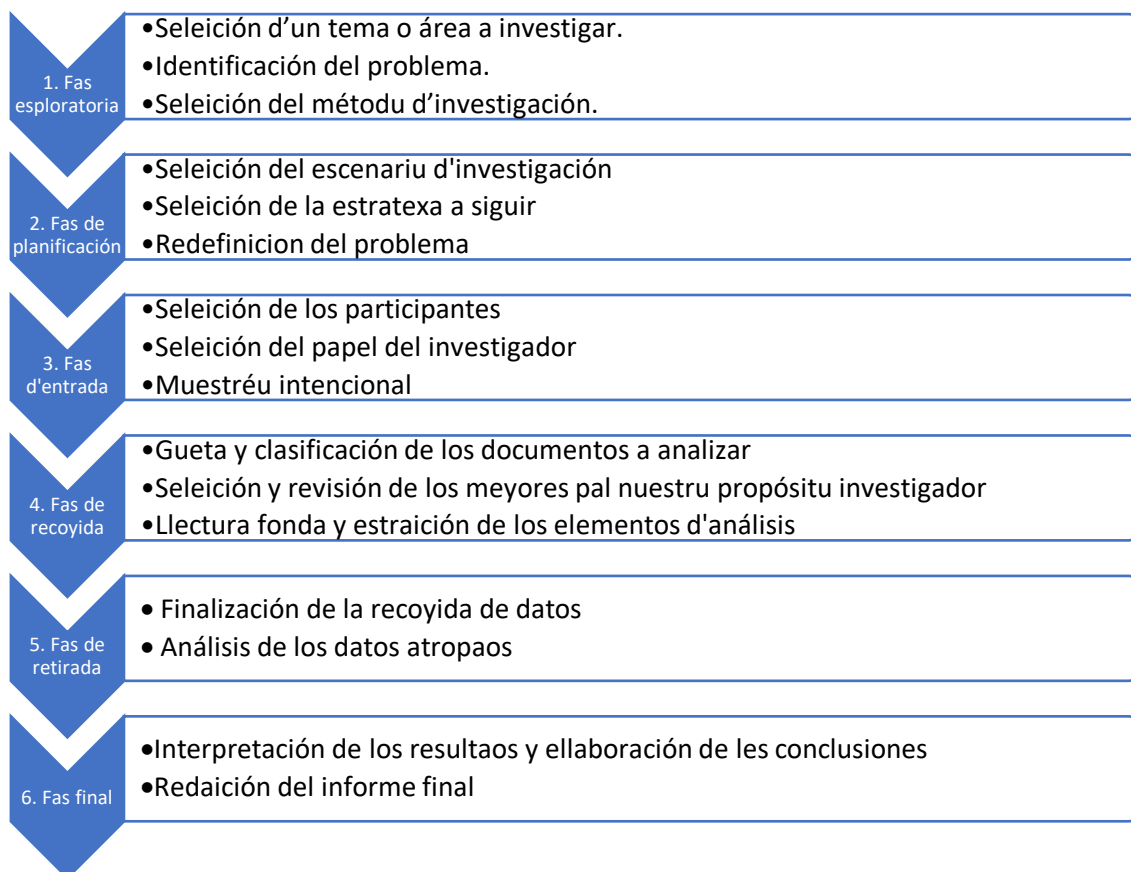 1. Fas
esploratoria
•Seleición d’un tema o área a investigar.
•Identificación del problema.
•Seleición del métodu d’investigación.
2. Fas de
planificación
•Seleición del escenariu d'investigación
•Seleición de la estratexa a siguir
•Redefinicion del problema
3. Fas
d'entrada
•Seleición de los participantes
•Seleición del papel del investigador
•Muestréu intencional
4. Fas de
recoyida
•Gueta y clasificación de los documentos a analizar
•Seleición y revisión de los meyores pal nuestru propósitu investigador
•Llectura fonda y estraición de los elementos d'análisis
5. Fas de
retirada
• Finalización de la recoyida de datos
• Análisis de los datos atropaos
6. Fas final
•Interpretación de los resultaos y ellaboración de les conclusiones
•Redaición del informe final